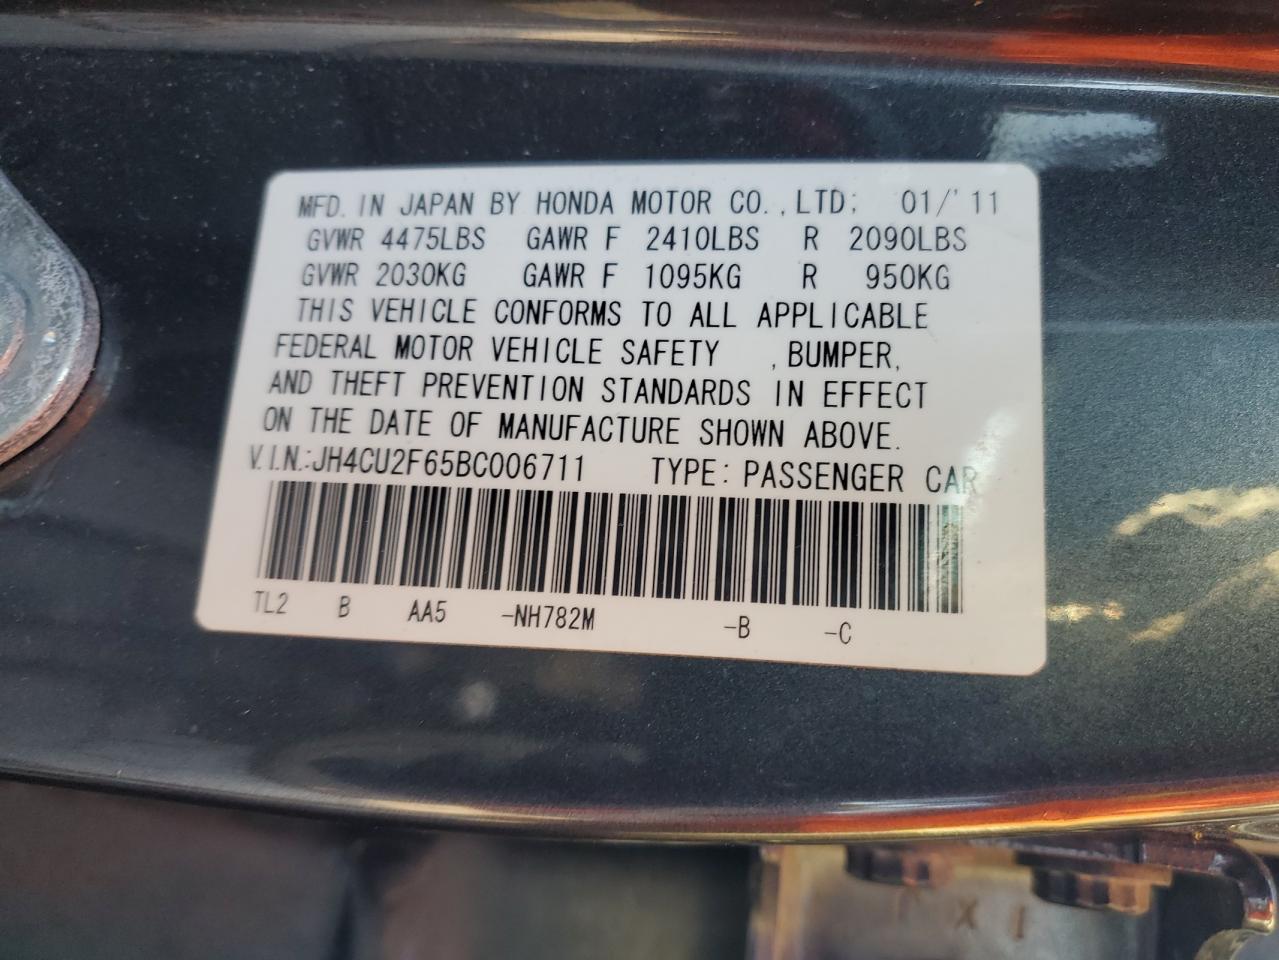 MFD. IN JAPAN BY HONDA MOTOR CO., LTD; 01/'11
GVWR 4475LBS GAWR F 2410LBS R 2090LBS
GVWR 2030KG GAWR F 1095KG R 950KG
THIS VEHICLE CONFORMS TO ALL APPLICABLE
FEDERAL MOTOR VEHICLE SAFETY , BUMPER,
AND THEFT PREVENTION STANDARDS IN EFFECT
ON THE DATE OF MANUFACTURE SHOWN ABOVE.
V.I.N.:JH4CU2F65BC006711 TYPE: PASSENGER CAR
TL2 B AA5 -NH782M -B -C